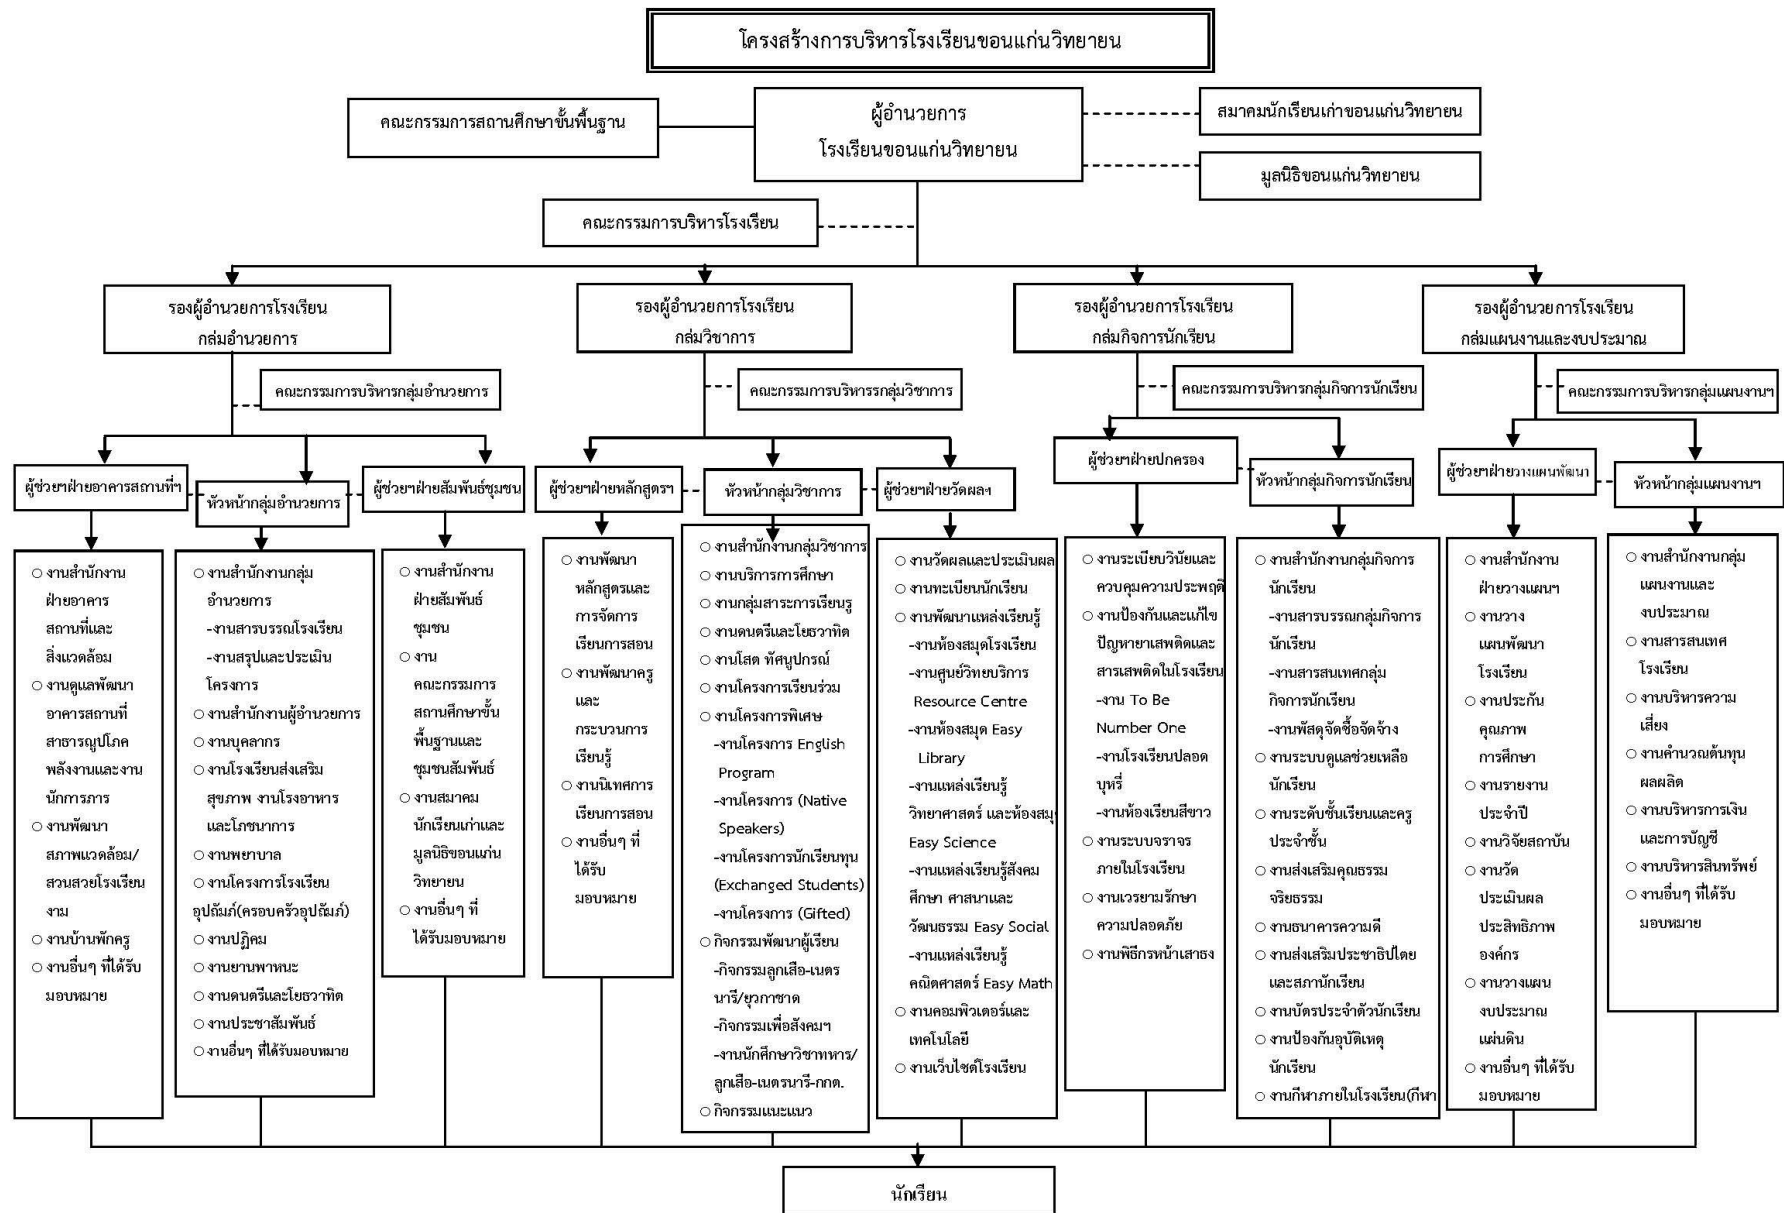 โครงสร้างการบริหารโรงเรียนขอนแก่นวิทยายน
คณะกรรมการสถานศึกษาขั้นพื้นฐาน
ผู้อำนวยการ
โรงเรียนขอนแก่นวิทยายน
สมาคมนักเรียนเก่าขอนแก่นวิทยายน
มูลนิธิขอนแก่นวิทยายน
คณะกรรมการบริหารโรงเรียน
รองผู้อำนวยการโรงเรียน
กลุ่มอำนวยการ
รองผู้อำนวยการโรงเรียน
กลุ่มวิชาการ
รองผู้อำนวยการโรงเรียน
กลุ่มกิจการนักเรียน
รองผู้อำนวยการโรงเรียน
กลุ่มแผนงานและงบประมาณ
คณะกรรมการบริหารกลุ่มอำนวยการ
คณะกรรมการบริหารรกลุ่มวิชาการ
คณะกรรมการบริหารกลุ่มกิจการนักเรียน
คณะกรรมการบริหารกลุ่มแผนงานฯ
ผู้ช่วยฯฝ่ายอาคารสถานที่ฯ
หัวหน้ากลุ่มอำนวยการ
ผู้ช่วยฯฝ่ายสัมพันธ์ชุมชน
ผู้ช่วยฯฝ่ายหลักสูตรฯ
หัวหน้ากลุ่มวิชาการ
ผู้ช่วยฯฝ่ายวัดผลฯ
ผู้ช่วยฯฝ่ายปกครอง
หัวหน้ากลุ่มกิจการนักเรียน
ผู้ช่วยฯฝ่ายวางแผนพัฒนา
หัวหน้ากลุ่มแผนงานฯ
○ งานสำนักงาน
ฝ่ายอาคาร
สถานที่และ
สิ่งแวดล้อม
○ งานดูแลพัฒนา
อาคารสถานที่
สาธารณูปโภค
พลังงานและงาน
นักการภาร
○ งานพัฒนา
สภาพแวดล้อม/
สวนสวยโรงเรียน
งาม
○ งานบ้านพักครู
○ งานอื่นๆ ที่ได้รับ
มอบหมาย
○ งานสำนักงานกลุ่ม
อำนวยการ
-งานสารบรรณโรงเรียน
-งานสรุปและประเมิน
โครงการ
○ งานสำนักงานผู้อำนวยการ
○ งานบุคลากร
○ งานโรงเรียนส่งเสริม
สุขภาพ งานโรงอาหาร
และโภชนาการ
○ งานพยาบาล
○ งานโครงการโรงเรียน
อุปถัมภ์(ครอบครัวอุปถัมภ์)
○ งานปฏิคม
○ งานยานพาหนะ
○ งานดนตรีและโยธวาทิต
○ งานประชาสัมพันธ์
○ งานอื่นๆ ที่ได้รับมอบหมาย
○ งานสำนักงาน
ฝ่ายสัมพันธ์
ชุมชน
○ งาน
คณะกรรมการ
สถานศึกษาขั้น
พื้นฐานและ
ชุมชนสัมพันธ์
○ งานสมาคม
นักเรียนเก่าและ
มูลนิธิขอนแก่น
วิทยายน
○ งานอื่นๆ ที่
ได้รับมอบหมาย
○ งานพัฒนา
หลักสูตรและ
การจัดการ
เรียนการสอน
○ งานพัฒนาครู
และ
กระบวนการ
เรียนรู้
○ งานนิเทศการ
เรียนการสอน
○ งานอื่นๆ ที่
ได้รับ
มอบหมาย
○ งานสำนักงานกลุ่มวิชาการ
○ งานบริการการศึกษา
○ งานกลุ่มสาระการเรียนรู้
○ งานดนตรีและโยธวาทิต
○ งานโสต ทัศนูปกรณ์
○ งานโครงการเรียนร่วม
○ งานโครงการพิเศษ
-งานโครงการ English
Program
-งานโครงการ (Native
Speakers)
-งานโครงการนักเรียนทุน
(Exchanged Students)
-งานโครงการ (Gifted)
○ กิจกรรมพัฒนาผู้เรียน
-กิจกรรมลูกเสือ-เนตร
นารี/ยุวกาชาด
-กิจกรรมเพื่อสังคมฯ
-งานนักศึกษาวิชาทหาร/
ลูกเสือ-เนตรนารี-กกต.
○ กิจกรรมแนะแนว
○ งานวัดผลและประเมินผล
○ งานทะเบียนนักเรียน
○ งานพัฒนาแหล่งเรียนรู้
-งานห้องสมุดโรงเรียน
-งานศูนย์วิทยบริการ
Resource Centre
-งานห้องสมุด Easy
Library
-งานแหล่งเรียนรู้
วิทยาศาสตร์ และห้องสมุ
Easy Science
-งานแหล่งเรียนรู้สังคม
ศึกษา ศาสนาและ
วัฒนธรรม Easy Social
-งานแหล่งเรียนรู้
คณิตศาสตร์ Easy Math
○ งานคอมพิวเตอร์และ
เทคโนโลยี
○ งานเว็บไซต์โรงเรียน
○ งานระเบียบวินัยและ
ควบคุมความประพฤติ
○ งานป้องกันและแก้ไข
ปัญหายาเสพติดและ
สารเสพติดในโรงเรียน
-งาน To Be
Number One
-งานโรงเรียนปลอด
บุหรี่
-งานห้องเรียนสีขาว
○ งานระบบจราจร
ภายในโรงเรียน
○ งานเวรยามรักษา
ความปลอดภัย
○ งานพิธีกรหน้าเสาธง
○ งานสำนักงานกลุ่มกิจการ
นักเรียน
-งานสารบรรณกลุ่มกิจการ
นักเรียน
-งานสารสนเทศกลุ่ม
กิจการนักเรียน
-งานพัสดุจัดซื้อจัดจ้าง
○ งานระบบดูแลช่วยเหลือ
นักเรียน
○ งานระดับชั้นเรียนและครู
ประจำชั้น
○ งานส่งเสริมคุณธรรม
จริยธรรม
○ งานธนาคารความดี
○ งานส่งเสริมประชาธิปไตย
และสภานักเรียน
○ งานบัตรประจำตัวนักเรียน
○ งานป้องกันอุบัติเหตุ
นักเรียน
○ งานกีฬาภายในโรงเรียน(กีฬา
○ งานสำนักงาน
ฝ่ายวางแผนฯ
○ งานวาง
แผนพัฒนา
โรงเรียน
○ งานประกัน
คุณภาพ
การศึกษา
○ งานรายงาน
ประจำปี
○ งานวิจัยสถาบัน
○ งานวัด
ประเมินผล
ประสิทธิภาพ
องค์กร
○ งานวางแผน
งบประมาณ
แผ่นดิน
○ งานอื่นๆ ที่ได้รับ
มอบหมาย
○ งานสำนักงานกลุ่ม
แผนงานและ
งบประมาณ
○ งานสารสนเทศ
โรงเรียน
○ งานบริหารความ
เสี่ยง
○ งานคำนวณต้นทุน
ผลผลิต
○ งานบริหารการเงิน
และการบัญชี
○ งานบริหารสินทรัพย์
○ งานอื่นๆ ที่ได้รับ
มอบหมาย
นักเรียน